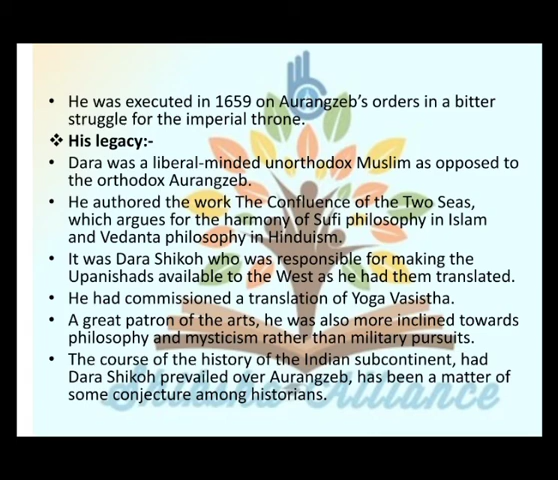 • He was executed in 1659 on Aurangzeb's orders in a bitter
struggle for the imperial throne.
❖ His legacy:-
• Dara was a liberal-minded unorthodox Muslim as opposed to
the orthodox Aurangzeb.
• He authored the work The Confluence of the Two Seas,
which argues for the harmony of Sufi philosophy in Islam
and Vedanta philosophy in Hinduism.
• It was Dara Shikoh who was responsible for making the
Upanishads available to the West as he had them translated.
• He had commissioned a translation of Yoga Vasistha.
• A great patron of the arts, he was also more inclined towards
philosophy and mysticism rather than military pursuits.
• The course of the history of the Indian subcontinent, had
Dara Shikoh prevailed over Aurangzeb, has been a matter of
some conjecture among historians.
Shiksha Alliance